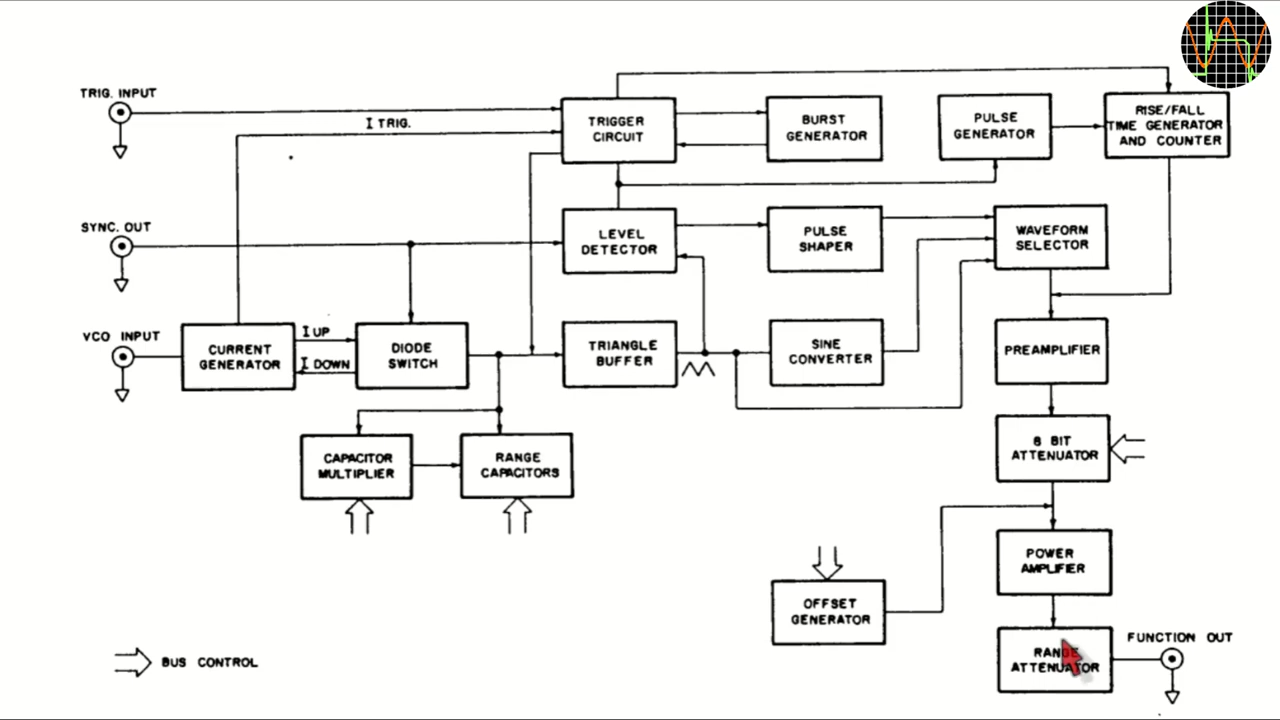 TRIG. INPUT
I TRIG.
TRIGGER
CIRCUIT
BURST
GENERATOR
PULSE
GENERATOR
RISE/FALL
TIME GENERATOR
AND COUNTER
SYNC. OUT
LEVEL
DETECTOR
PULSE
SHAPER
WAVEFORM
SELECTOR
VCO INPUT
CURRENT
GENERATOR
I UP
I DOWN
DIODE
SWITCH
TRIANGLE
BUFFER
SINE
CONVERTER
PREAMPLIFIER
CAPACITOR
MULTIPLIER
RANGE
CAPACITORS
8 BIT
ATTENUATOR
POWER
AMPLIFIER
OFFSET
GENERATOR
RANGE
ATTENUATOR
FUNCTION OUT
BUS CONTROL